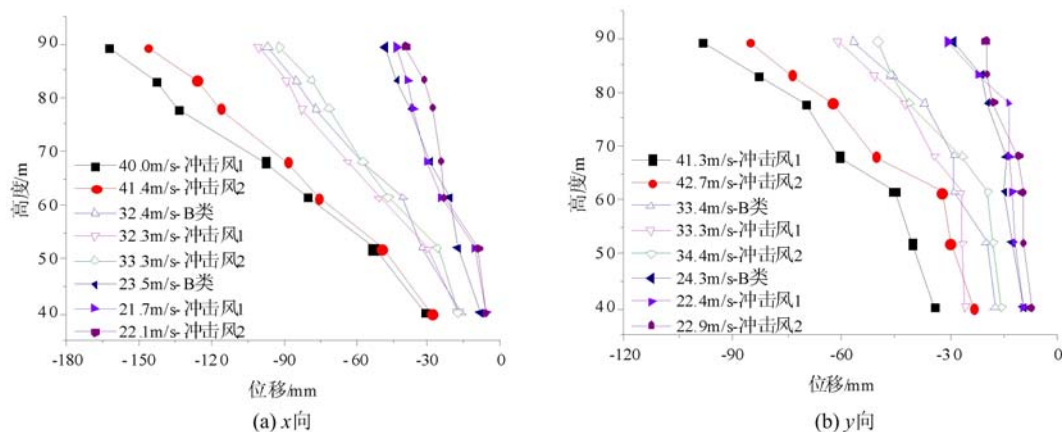 90
80
70
60
50
40
高度/m
40.0m/s-冲击风1
41.4m/s-冲击风2
32.4m/s-B类
32.3m/s-冲击风1
33.3m/s-冲击风2
23.5m/s-B类
21.7m/s-冲击风1
22.1m/s-冲击风2
-180 -150 -120 -90 -60 -30 0
位移/mm
(a) x向
90
80
70
60
50
40
高度/m
41.3m/s-冲击风1
42.7m/s-冲击风2
33.4m/s-B类
33.3m/s-冲击风1
34.4m/s-冲击风2
24.3m/s-B类
22.4m/s-冲击风1
22.9m/s-冲击风2
-120 -90 -60 -30 0
位移/mm
(b) y向